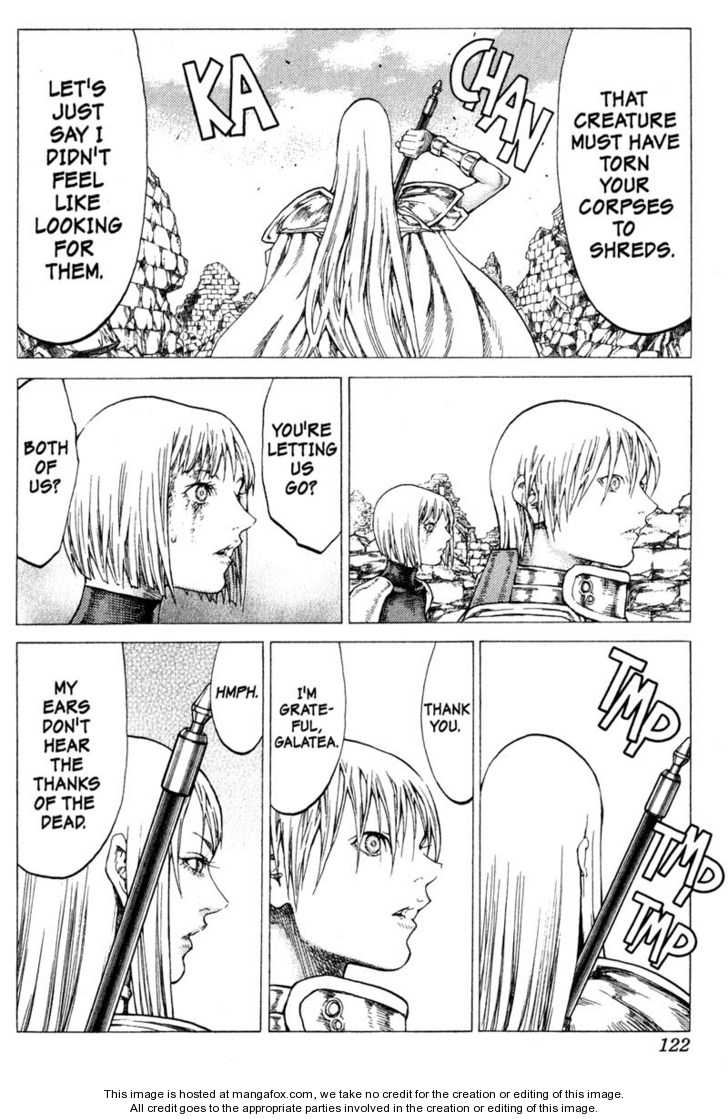 THAT
CREATURE
MUST HAVE
TORN
YOUR
CORPSES
TO
SHREDS.
CHAN
KA
LET'S
JUST
SAY I
DIDN'T
FEEL
LIKE
LOOKING
FOR
THEM.
YOU'RE
LETTING
US
GO?
BOTH
OF
US?
TMP
TMP
TMP
THANK
YOU.
I'M
GRATE-
FUL,
GALATEA.
HMPH.
MY
EARS
DON'T
HEAR
THE
THANKS
OF THE
DEAD.
122
This image is hosted at mangafox.com, we take no credit for the creation or editing of this image.
All credit goes to the appropriate parties involved in the creation or editing of this image.